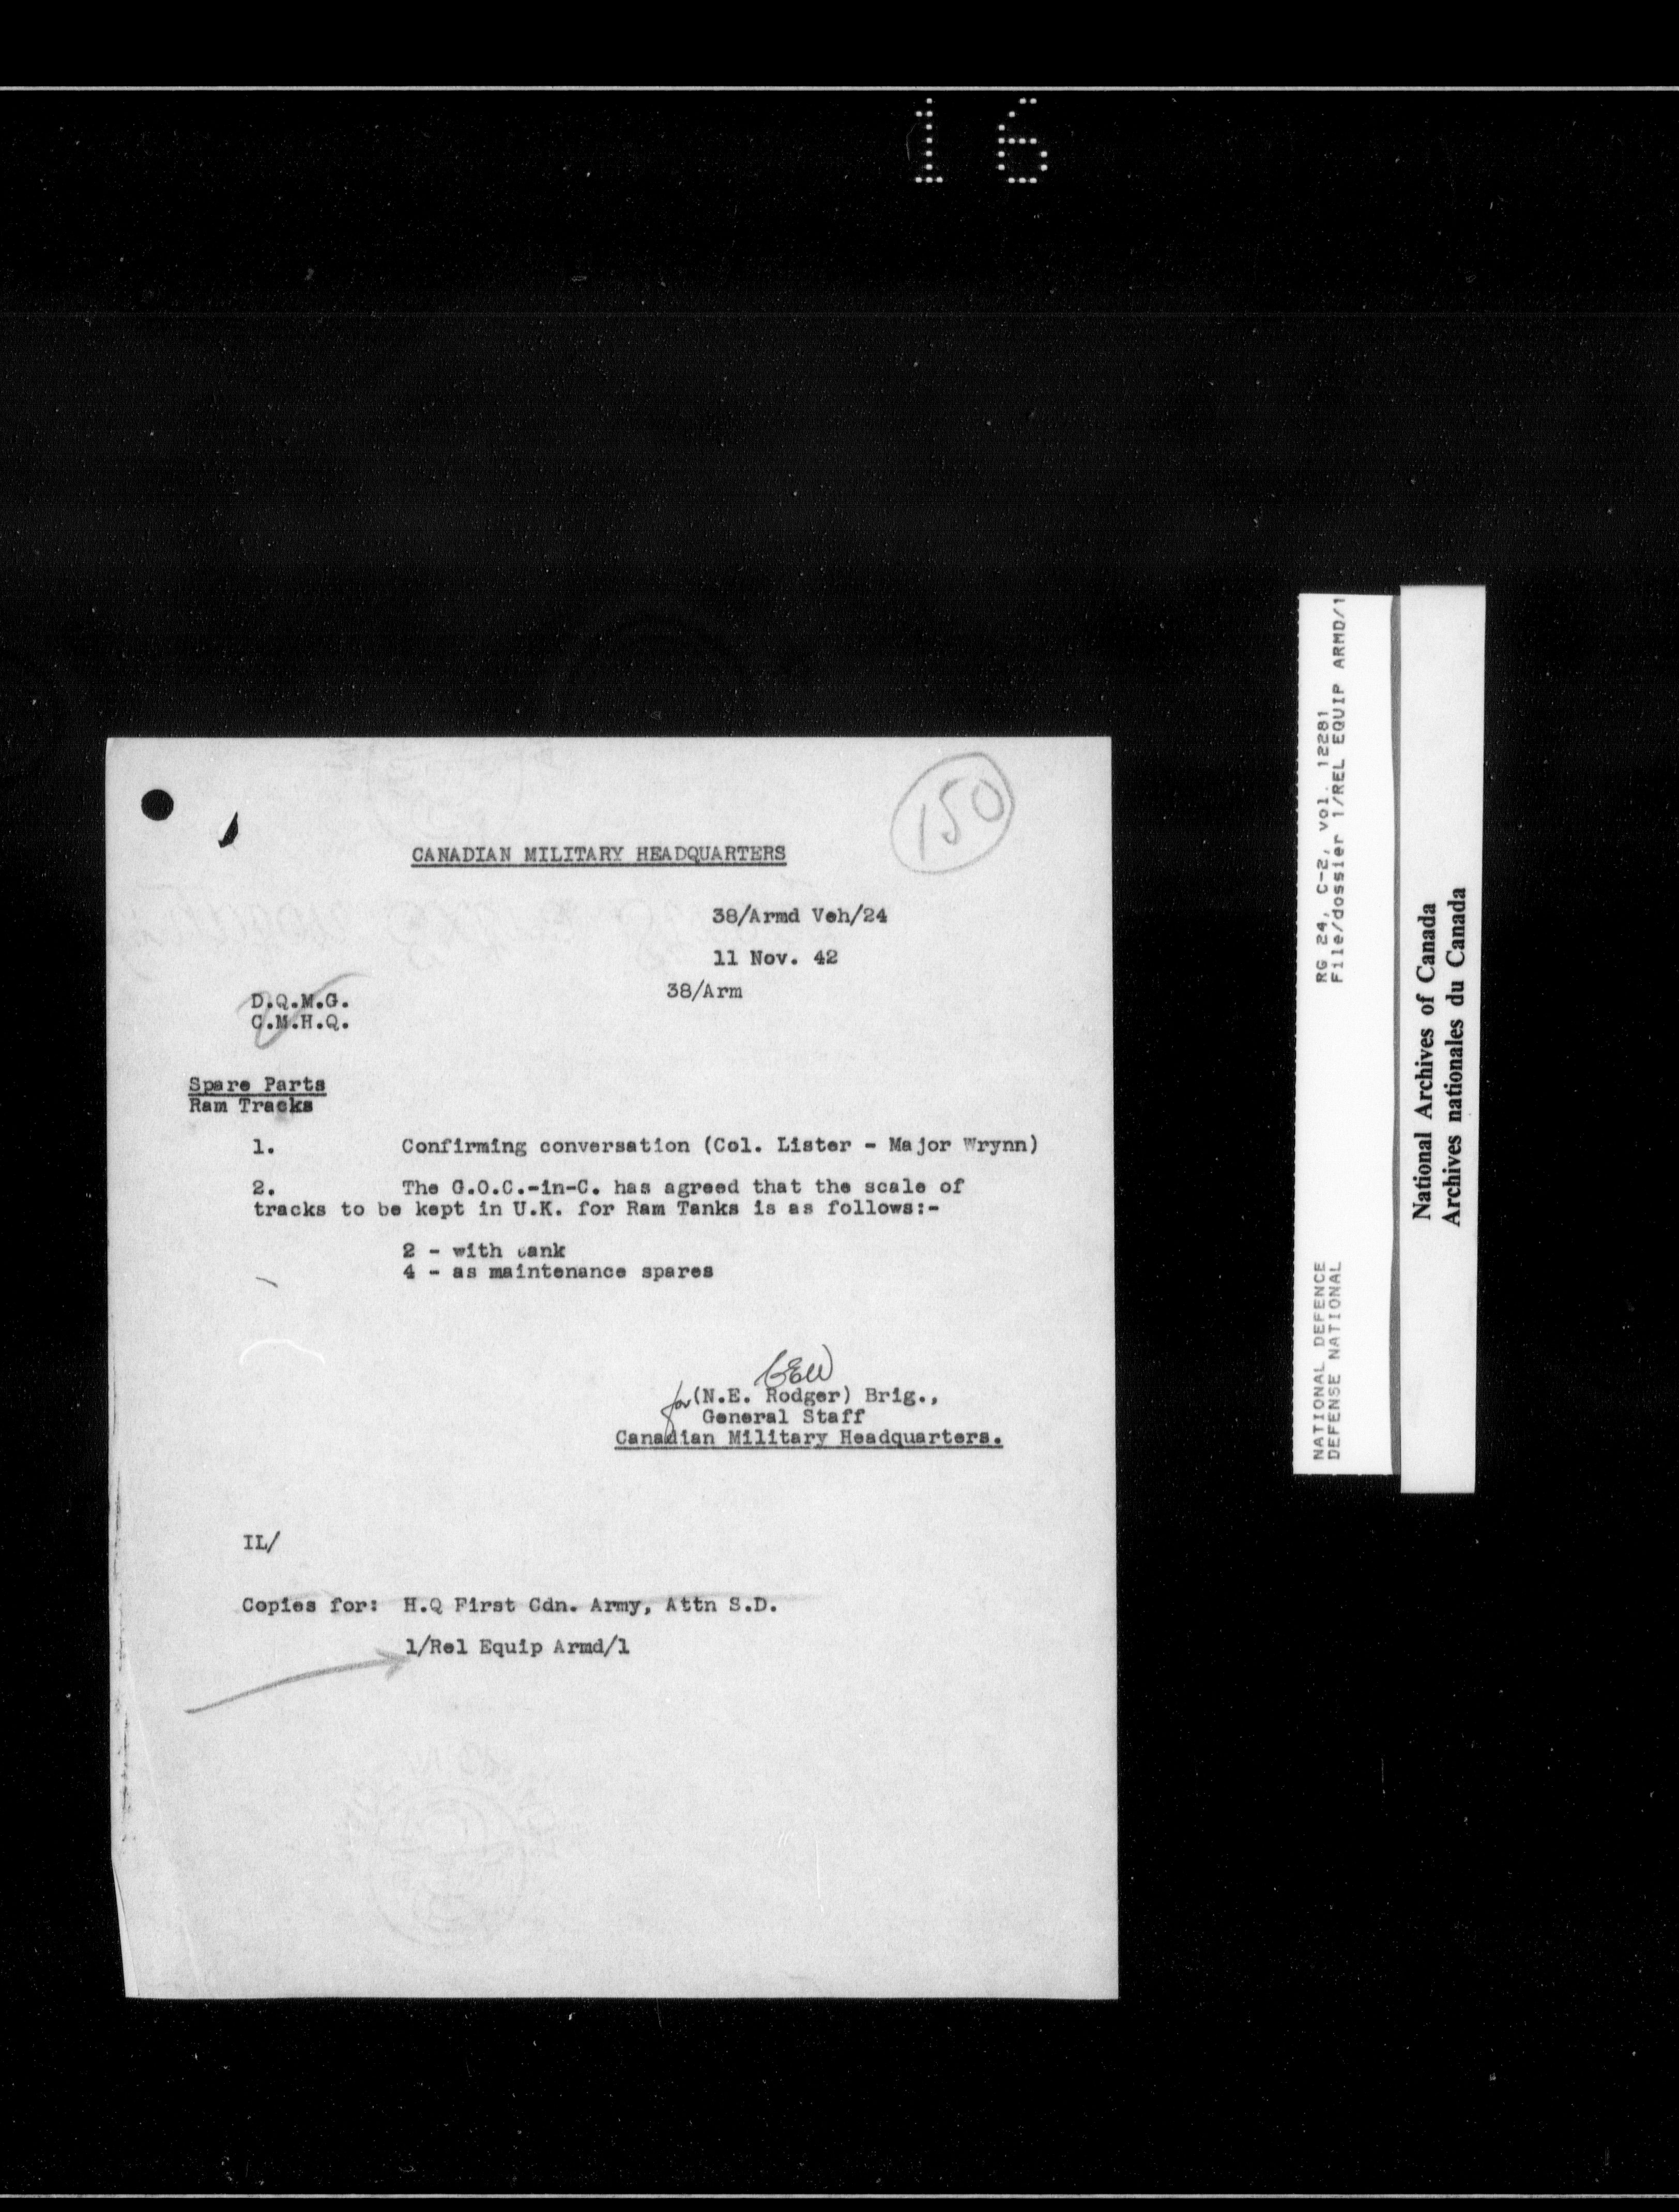 16
150
CANADIAN MILITARY HEADQUARTERS
38/Armd Veh/24
11 Nov. 42
38/Arm
D.Q.M.G.
C.M.H.Q.
Spare Parts
Ram Tracks
1. Confirming conversation (Col. Lister - Major Wrynn)
2. The G.O.C.-in-C. has agreed that the scale of
tracks to be kept in U.K. for Ram Tanks is as follows:-
2 - with tank
4 - as maintenance spares
for (N.E. Rodger) Brig.,
General Staff
Canadian Military Headquarters.
IL/
Copies for: H.Q First Cdn. Army, Attn S.D.
1/Rel Equip Armd/1
NATIONAL DEFENCE RG 24, C-2, vol. 12281
DEFENSE NATIONAL File/dossier 1/REL EQUIP ARMD/1
National Archives of Canada
Archives nationales du Canada